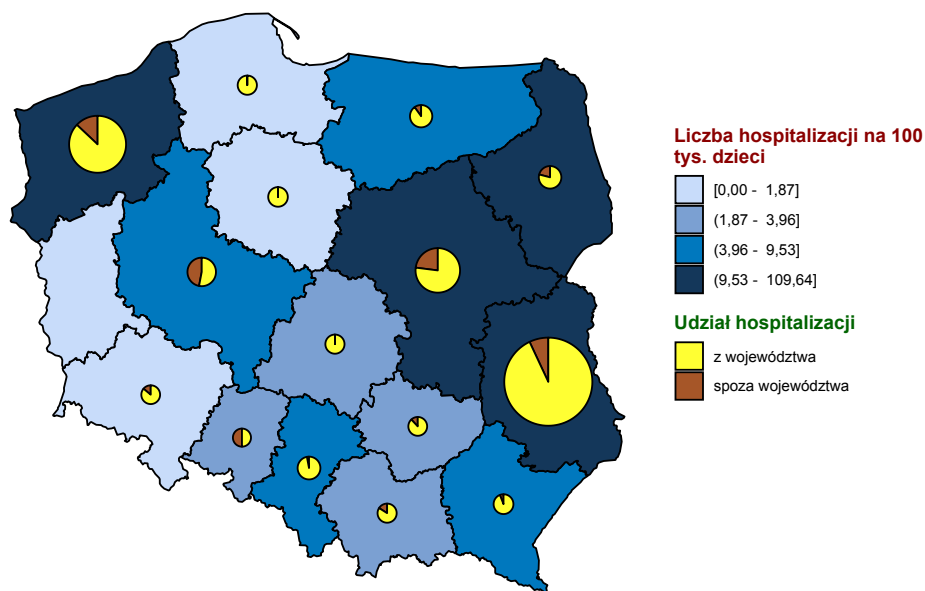 Liczba hospitalizacji na 100
tys. dzieci
[0,00 - 1,87]
(1,87 - 3,96]
(3,96 - 9,53]
(9,53 - 109,64]
Udział hospitalizacji
z województwa
spoza województwa